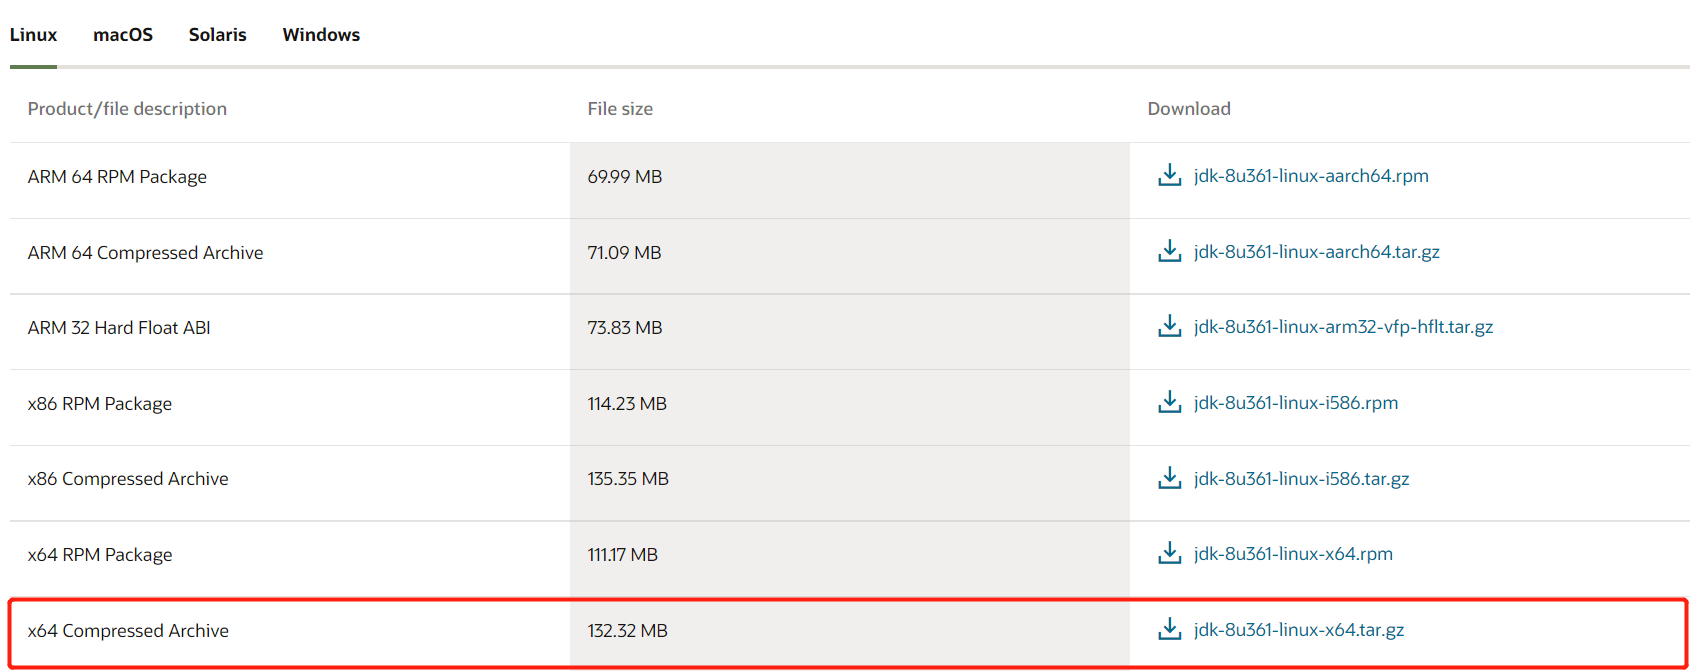 Linux macOS Solaris Windows
Product/file description File size Download
ARM 64 RPM Package 69.99 MB jdk-8u361-linux-aarch64.rpm
ARM 64 Compressed Archive 71.09 MB jdk-8u361-linux-aarch64.tar.gz
ARM 32 Hard Float ABI 73.83 MB jdk-8u361-linux-arm32-vfp-hflt.tar.gz
x86 RPM Package 114.23 MB jdk-8u361-linux-i586.rpm
x86 Compressed Archive 135.35 MB jdk-8u361-linux-i586.tar.gz
x64 RPM Package 111.17 MB jdk-8u361-linux-x64.rpm
x64 Compressed Archive 132.32 MB jdk-8u361-linux-x64.tar.gz